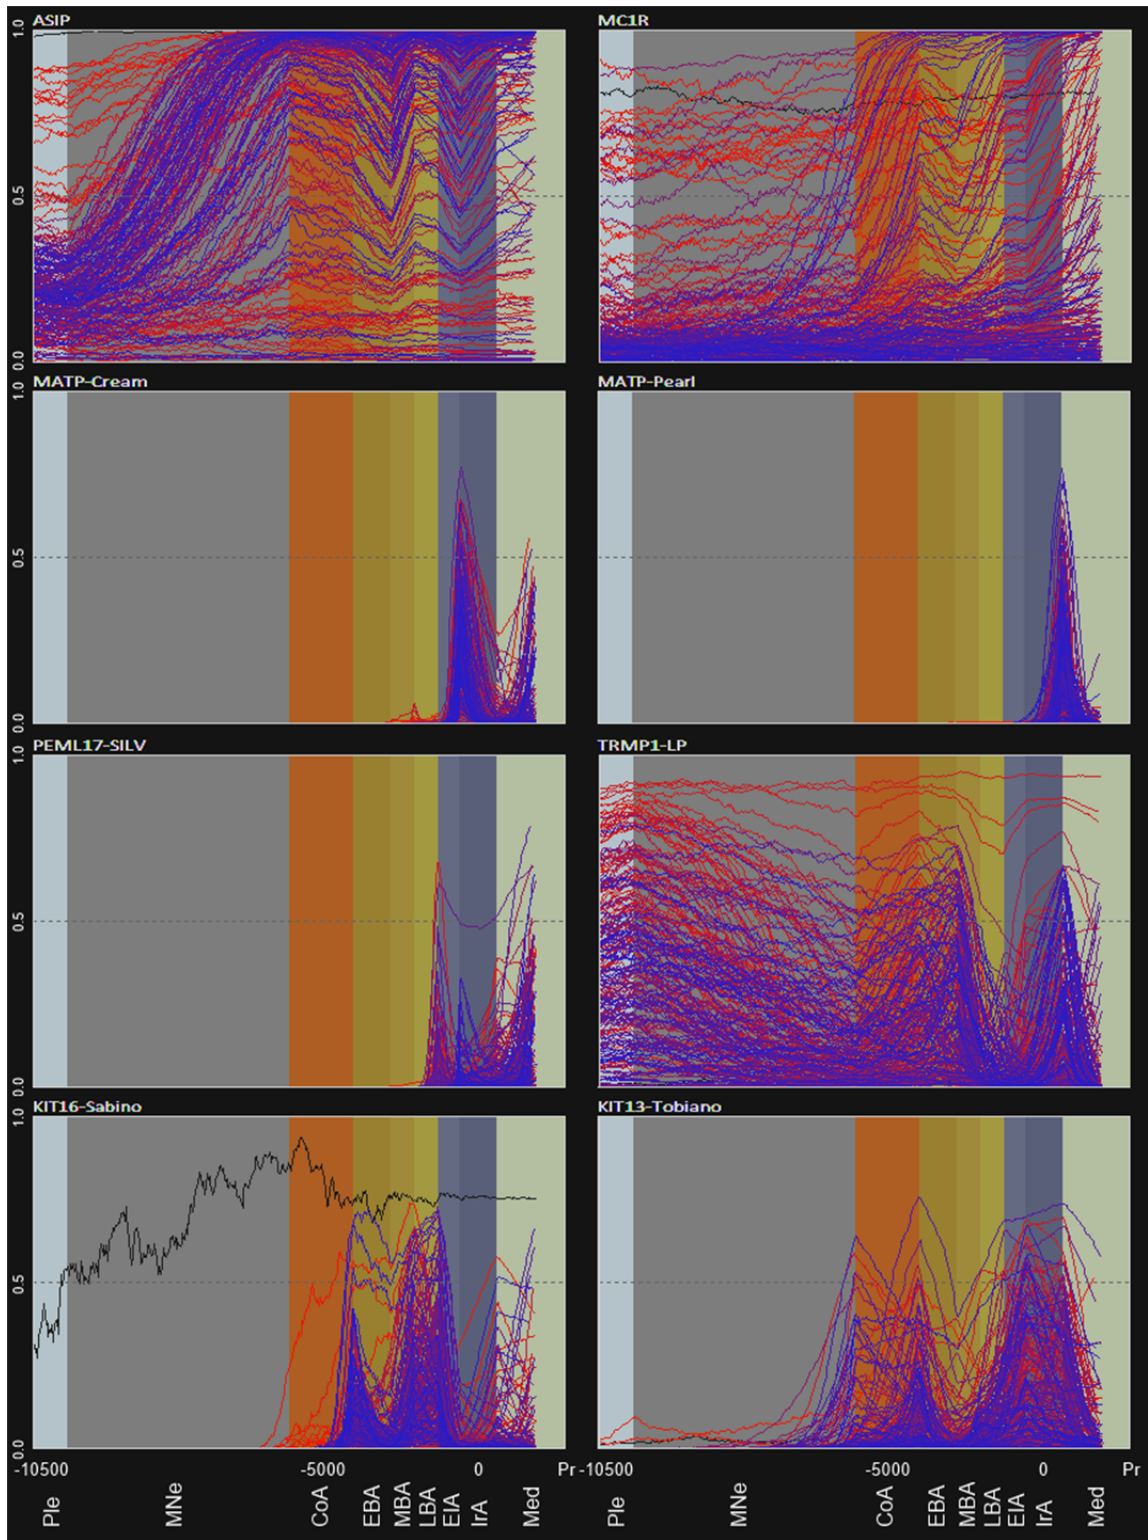 ASIP MC1R
1.0
0.5
0.0
MATP-Cream MATP-Pearl
1.0
0.5
0.0
PEML17-SILV TRMP1-LP
1.0
0.5
0.0
KIT16-Sabino KIT13-Tobiano
1.0
0.5
0.0
-10500 -5000 0 Pr -10500 -5000 0 Pr
Ple MNe CoA EBA MBA LBA EIA IrA Med Ple MNe CoA EBA MBA LBA EIA IrA Med